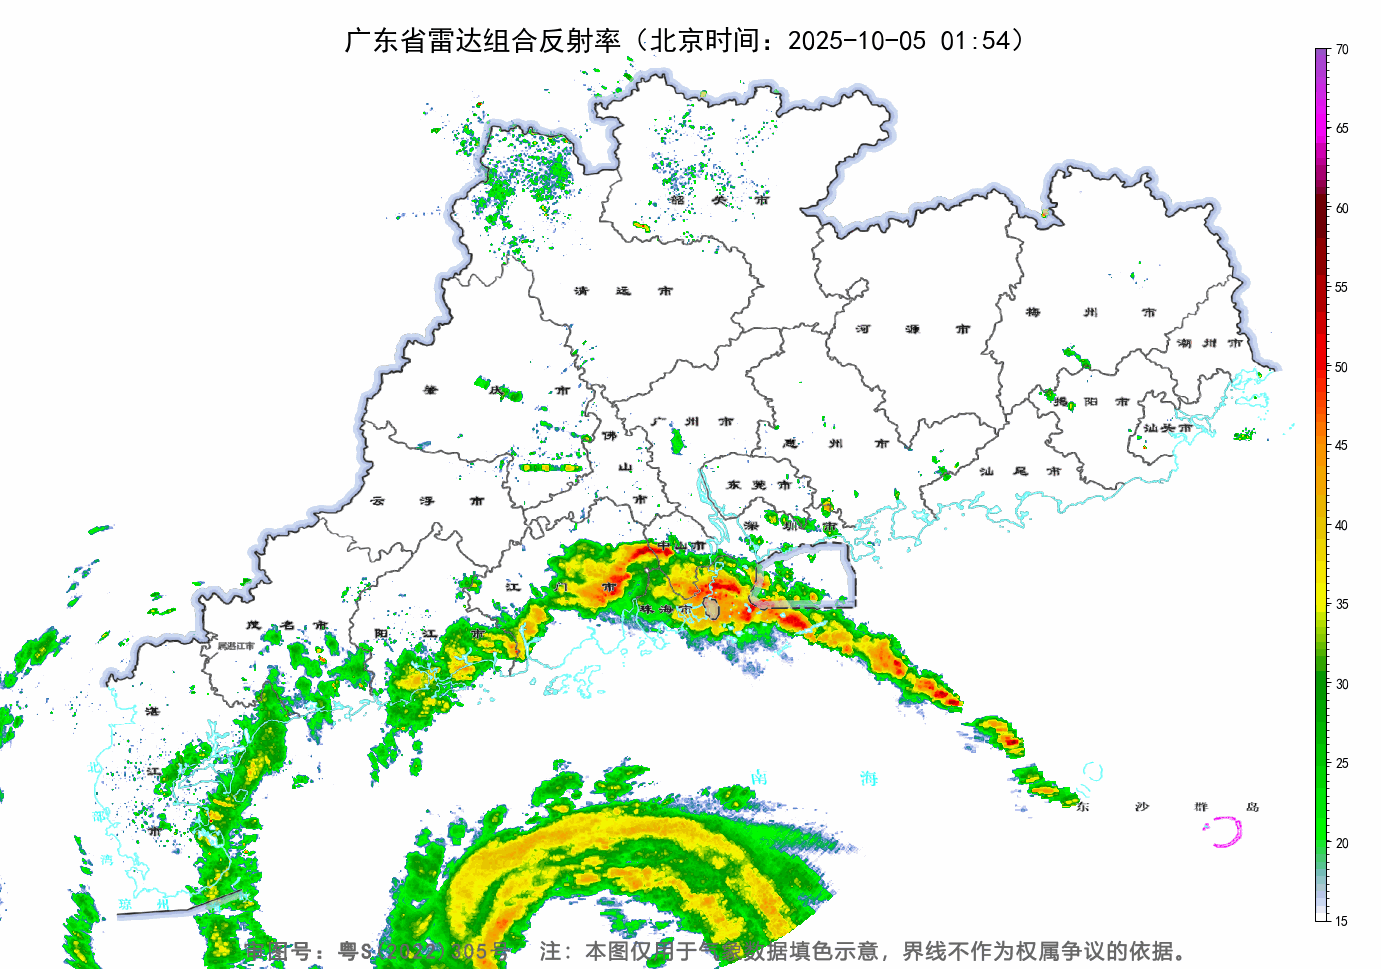 广东省雷达组合反射率（北京时间：2025-10-05 01:54）
70
65
60
55
50
45
40
35
30
25
20
15
韶关市
清远市
河源市
梅州市
潮州市
肇庆市
广州市
佛山市
惠州市
揭阳市
汕头市
汕尾市
东莞市
云浮市
深圳市
中山市
江门市
珠海市
茂名市
阳江市
属湛江市
湛江市
北部湾
琼州
南海
东沙群岛
审图号：粤S(2022)305号 注：本图仅用于气象数据填色示意，界线不作为权属争议的依据。